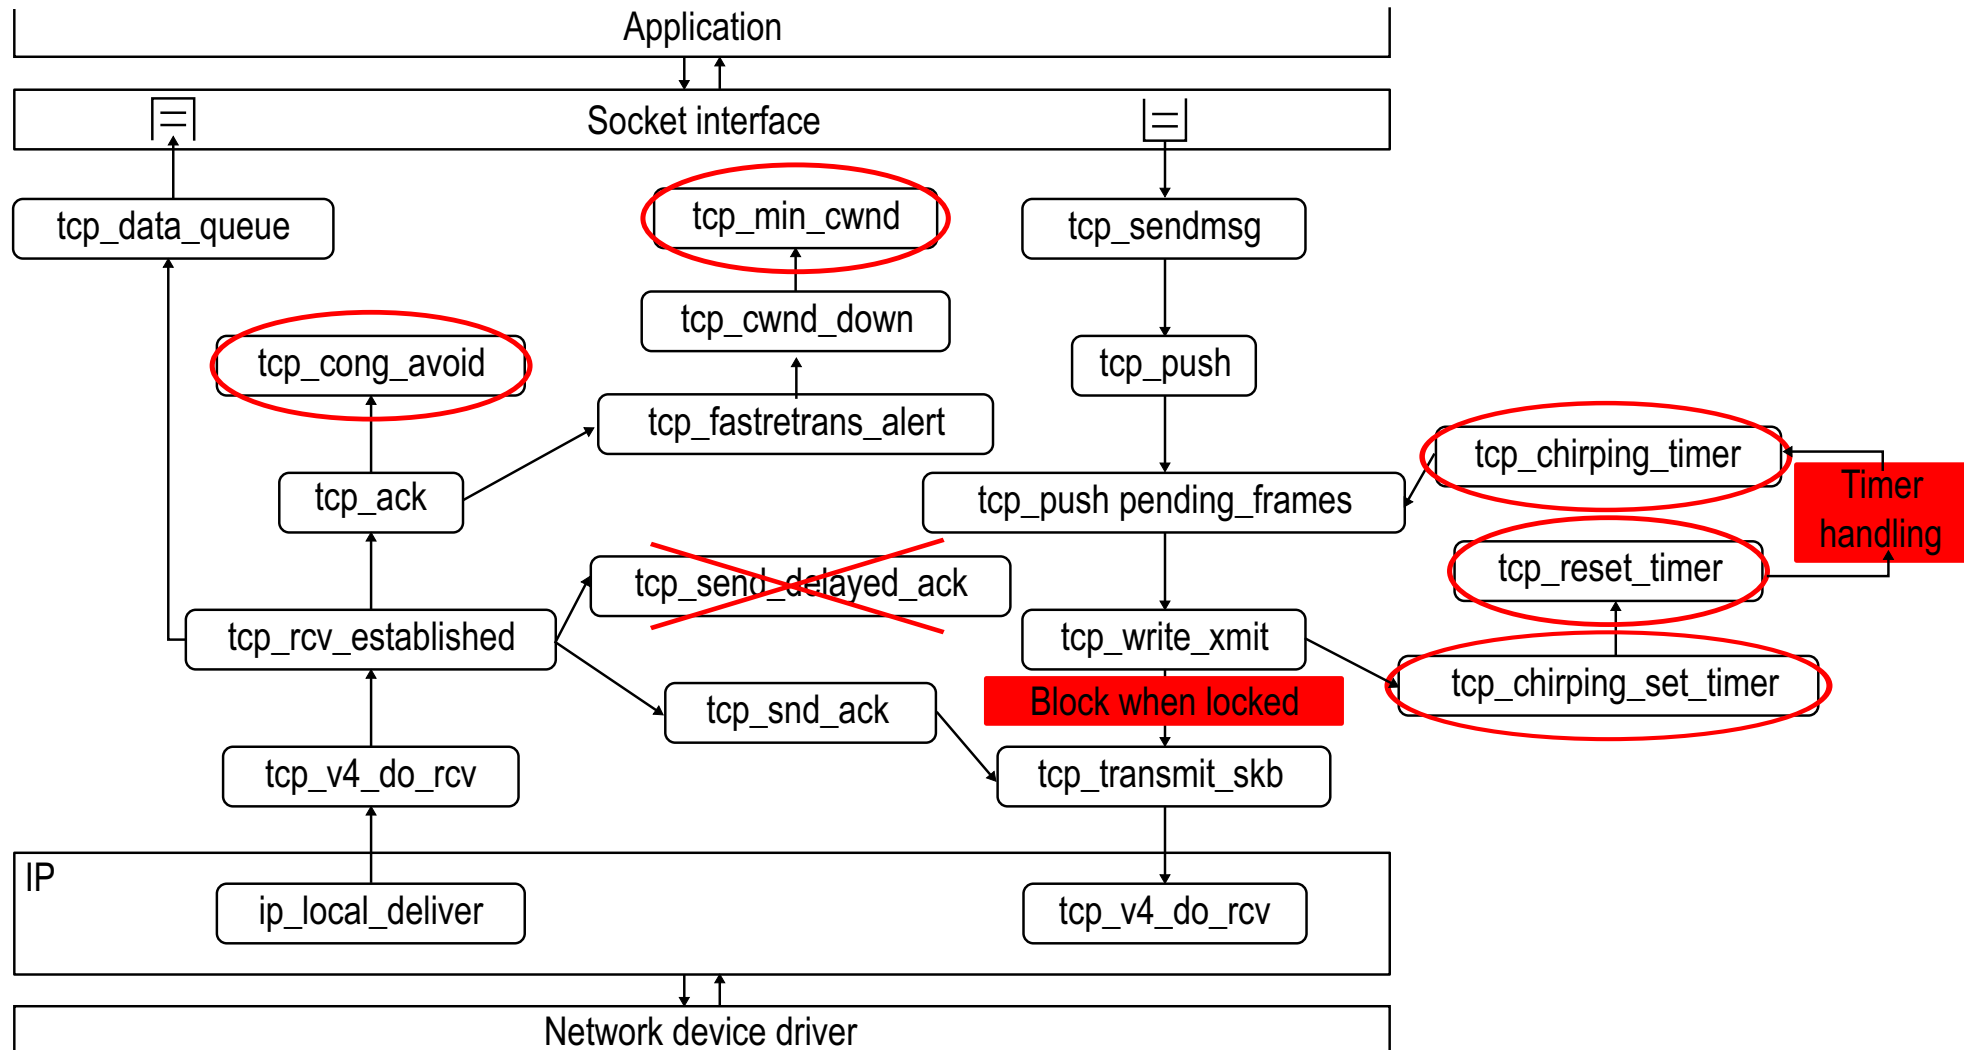 Application
Socket interface
tcp_data_queue
tcp_min_cwnd
tcp_sendmsg
tcp_cwnd_down
tcp_cong_avoid
tcp_push
tcp_fastretrans_alert
tcp_chirping_timer
tcp_ack
tcp_push pending_frames
Timer
handling
tcp_send_delayed_ack
tcp_reset_timer
tcp_rcv_established
tcp_write_xmit
tcp_chirping_set_timer
tcp_snd_ack
Block when locked
tcp_v4_do_rcv
tcp_transmit_skb
IP
ip_local_deliver
tcp_v4_do_rcv
Network device driver